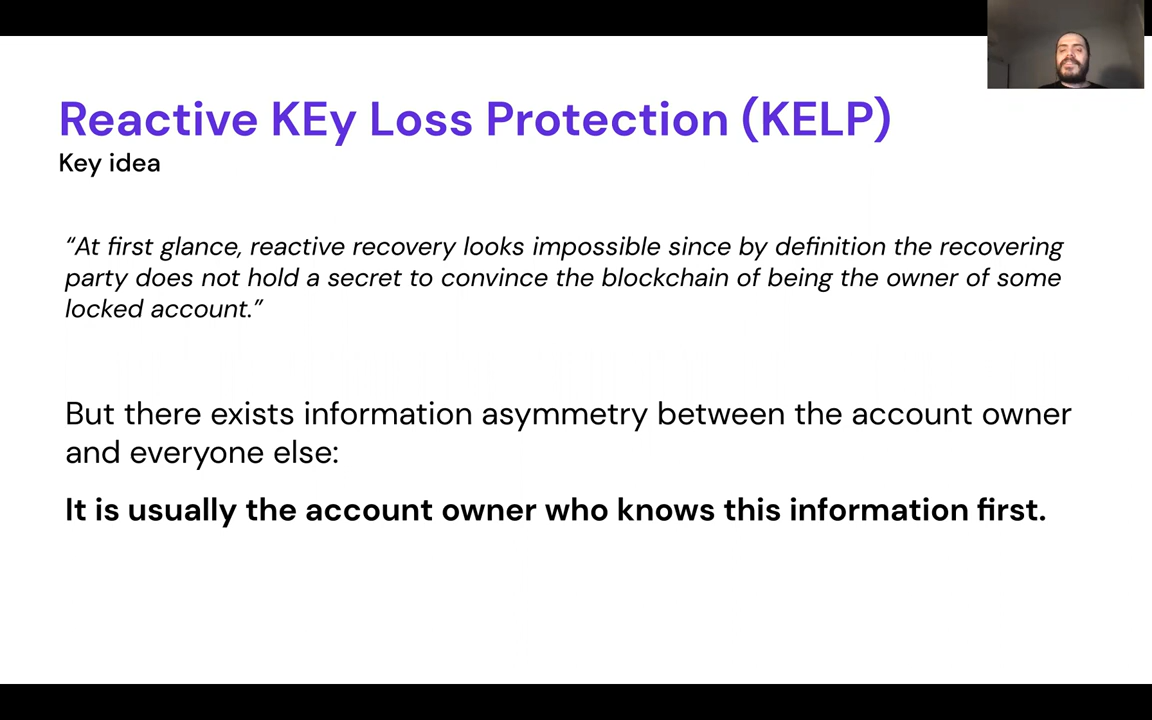 Reactive KEy Loss Protection (KELP)
Key idea
“At first glance, reactive recovery looks impossible since by definition the recovering
party does not hold a secret to convince the blockchain of being the owner of some
locked account.”
But there exists information asymmetry between the account owner
and everyone else:
It is usually the account owner who knows this information first.